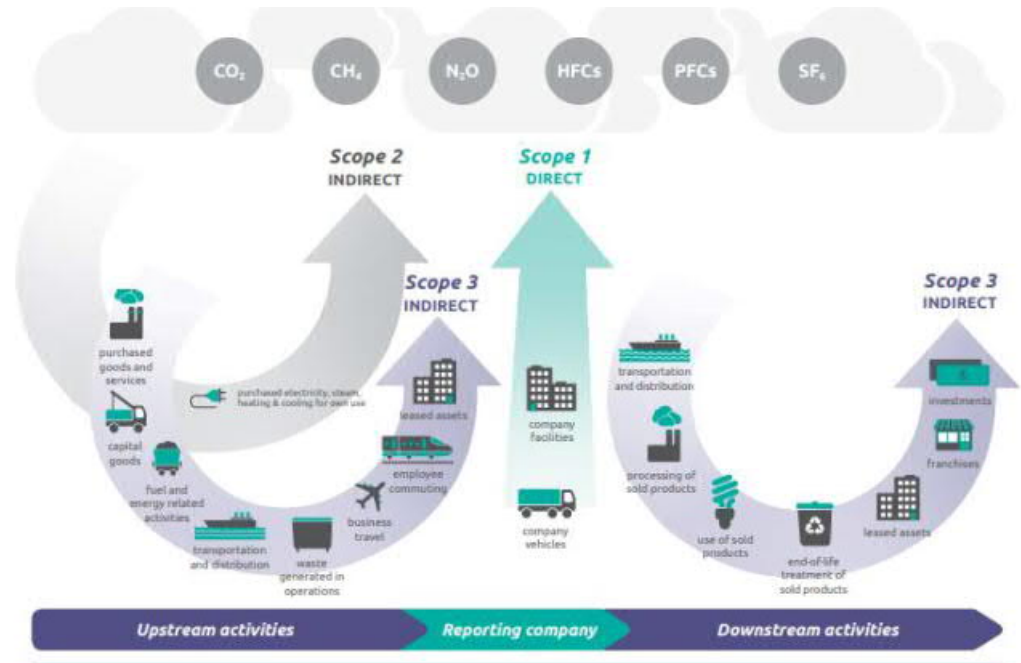 CO₂
CH₄
N₂O
HFCs
PFCs
SF₆
Scope 2
INDIRECT
Scope 1
DIRECT
Scope 3
INDIRECT
Scope 3
INDIRECT
purchased
goods and
services
capital
goods
fuel and
energy related
activities
transportation
and distribution
waste
generated in
operations
business
travel
employee
commuting
leased assets
purchased electricity, steam,
heating & cooling for own use
company
facilities
company
vehicles
transportation
and distribution
processing of
sold products
use of sold
products
end-of-life
treatment of
sold products
leased assets
franchises
investments
Upstream activities
Reporting company
Downstream activities